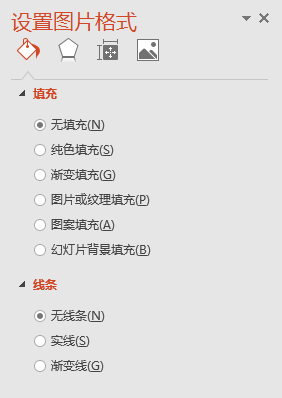 设置图片格式
填充
无填充(N)
纯色填充(S)
渐变填充(G)
图片或纹理填充(P)
图案填充(A)
幻灯片背景填充(B)
线条
无线条(N)
实线(S)
渐变线(G)